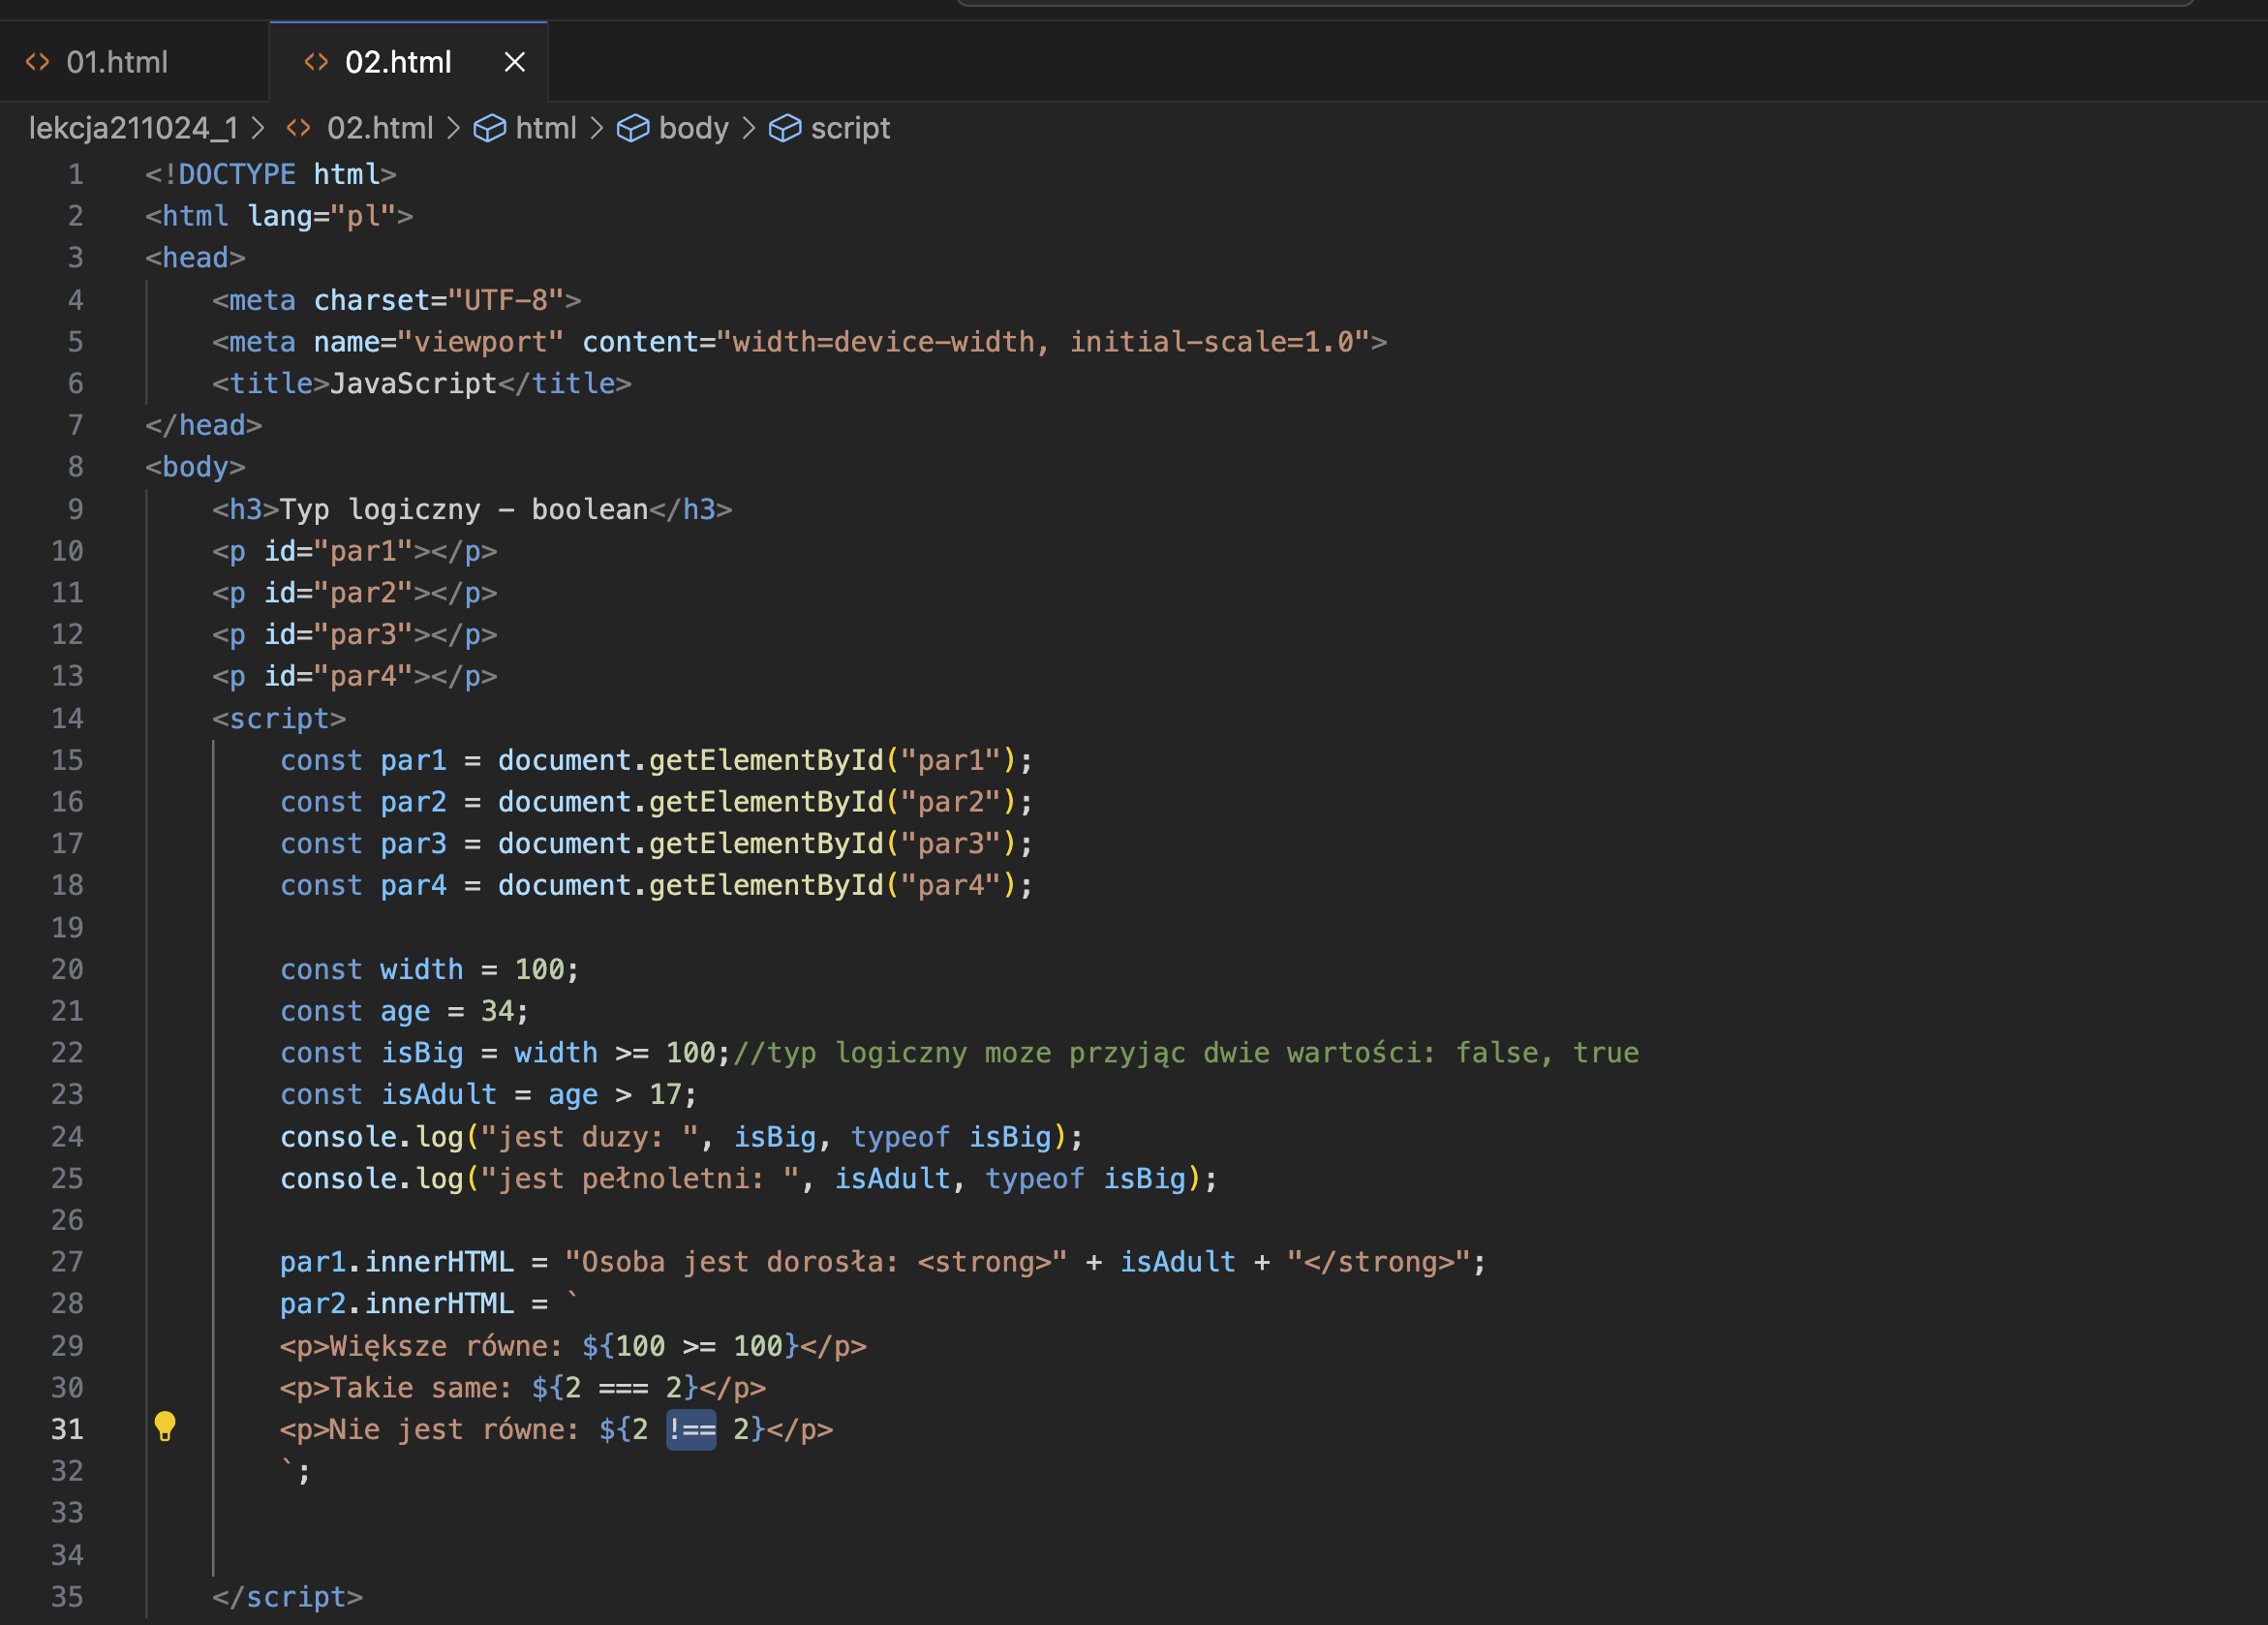 01.html 02.html
lekcja211024_1 > 02.html > html > body > script
1 <!DOCTYPE html>
2 <html lang="pl">
3 <head>
4     <meta charset="UTF-8">
5     <meta name="viewport" content="width=device-width, initial-scale=1.0">
6     <title>JavaScript</title>
7 </head>
8 <body>
9     <h3>Typ logiczny - boolean</h3>
10     <p id="par1"></p>
11     <p id="par2"></p>
12     <p id="par3"></p>
13     <p id="par4"></p>
14     <script>
15         const par1 = document.getElementById("par1");
16         const par2 = document.getElementById("par2");
17         const par3 = document.getElementById("par3");
18         const par4 = document.getElementById("par4");
19
20         const width = 100;
21         const age = 34;
22         const isBig = width >= 100;//typ logiczny moze przyjąc dwie wartości: false, true
23         const isAdult = age > 17;
24         console.log("jest duzy: ", isBig, typeof isBig);
25         console.log("jest pełnoletni: ", isAdult, typeof isBig);
26
27         par1.innerHTML = "Osoba jest dorosła: <strong>" + isAdult + "</strong>";
28         par2.innerHTML = `
29         <p>Większe równe: ${100 >= 100}</p>
30         <p>Takie same: ${2 === 2}</p>
31         <p>Nie jest równe: ${2 !== 2}</p>
32         `;
33
34
35     </script>